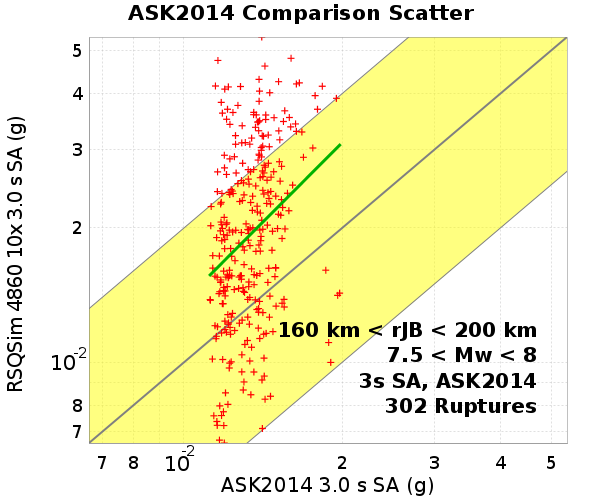 ASK2014 Comparison Scatter
RSQSim 4860 10x 3.0 s SA (g)
5
4
3
2
10-2
8
7
160 km < rJB < 200 km
7.5 < Mw < 8
3s SA, ASK2014
302 Ruptures
7 8 10-2 2 3 4 5
ASK2014 3.0 s SA (g)